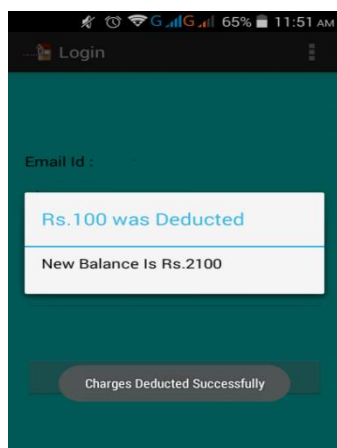 G G 65% 11:51 AM
Login
Email Id :
Rs.100 was Deducted
New Balance Is Rs.2100
Charges Deducted Successfully